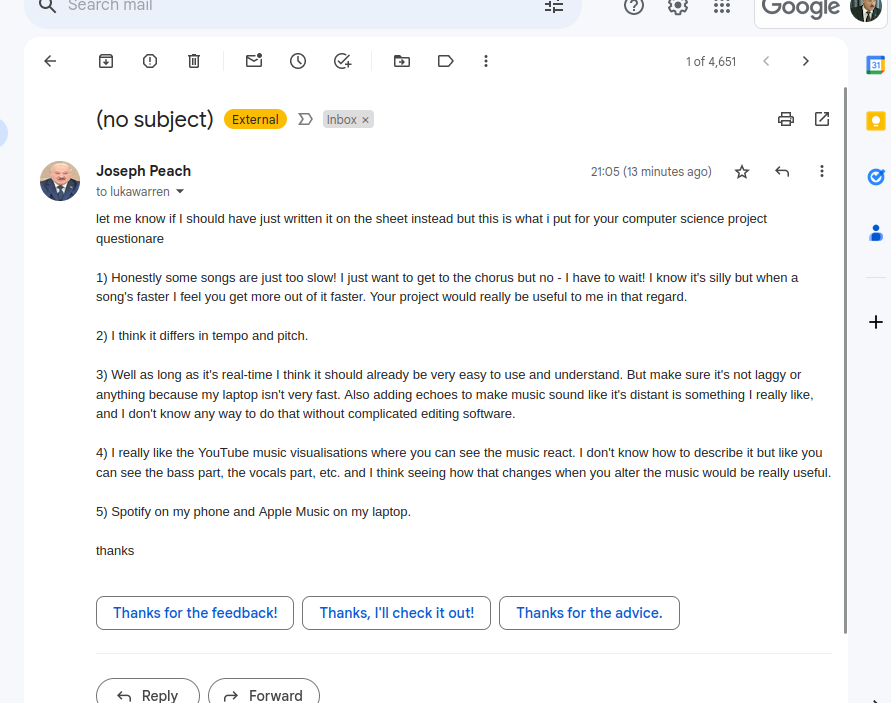 Search mail
Google
1 of 4,651
31
(no subject) External Inbox ×
Joseph Peach 21:05 (13 minutes ago)
to lukawarren
let me know if I should have just written it on the sheet instead but this is what i put for your computer science project
questionare
1) Honestly some songs are just too slow! I just want to get to the chorus but no - I have to wait! I know it's silly but when a
song's faster I feel you get more out of it faster. Your project would really be useful to me in that regard.
2) I think it differs in tempo and pitch.
3) Well as long as it's real-time I think it should already be very easy to use and understand. But make sure it's not laggy or
anything because my laptop isn't very fast. Also adding echoes to make music sound like it's distant is something I really like,
and I don't know any way to do that without complicated editing software.
4) I really like the YouTube music visualisations where you can see the music react. I don't know how to describe it but like you
can see the bass part, the vocals part, etc. and I think seeing how that changes when you alter the music would be really useful.
5) Spotify on my phone and Apple Music on my laptop.
thanks
Thanks for the feedback! Thanks, I'll check it out! Thanks for the advice.
Reply Forward